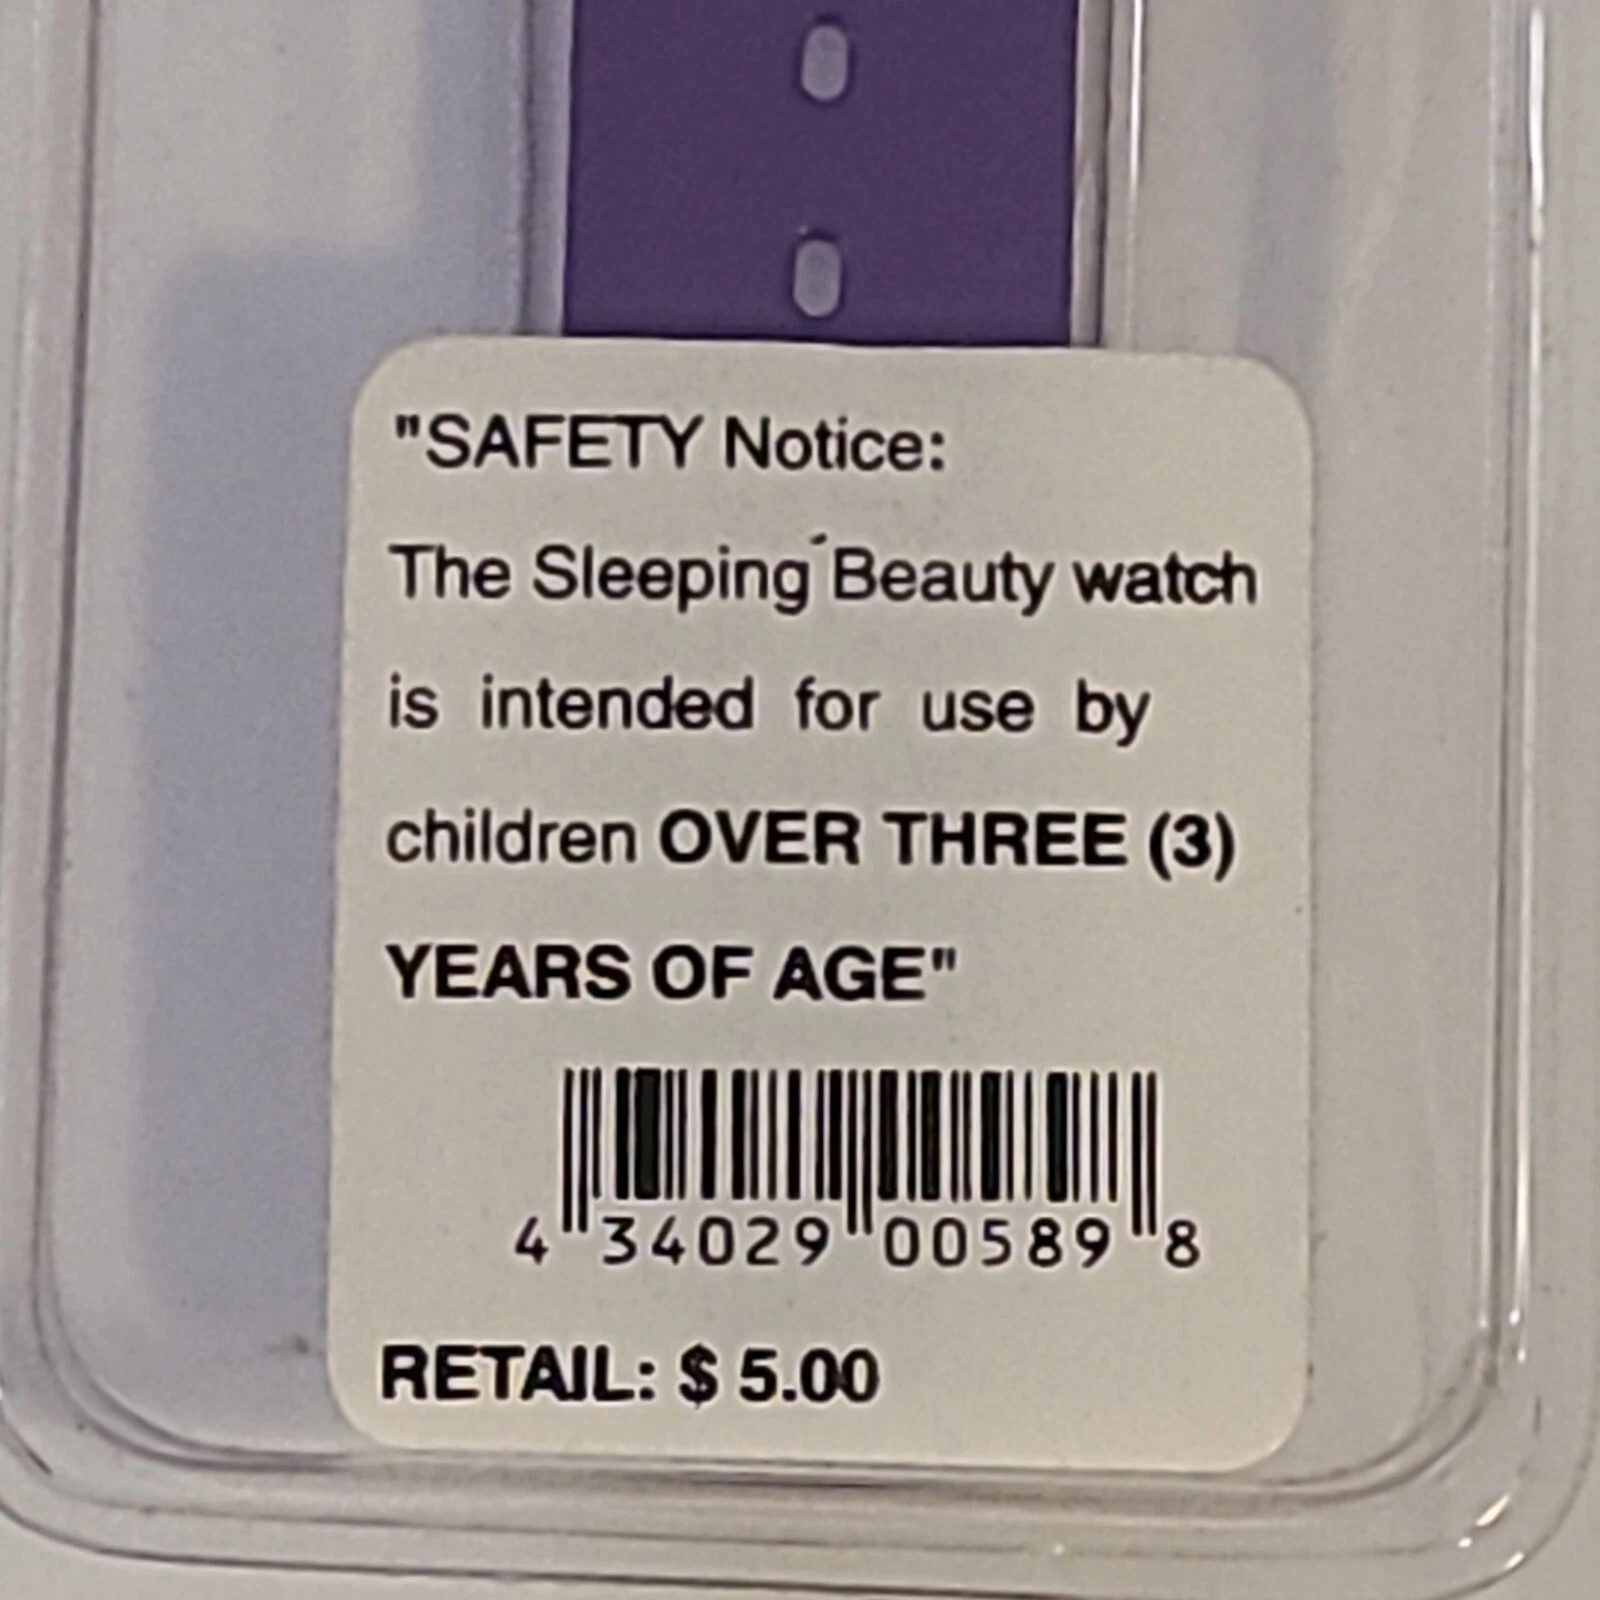 "SAFETY Notice:
The Sleeping Beauty watch
is intended for use by
children OVER THREE (3)
YEARS OF AGE"
4 34029 00589 8
RETAIL: $ 5.00